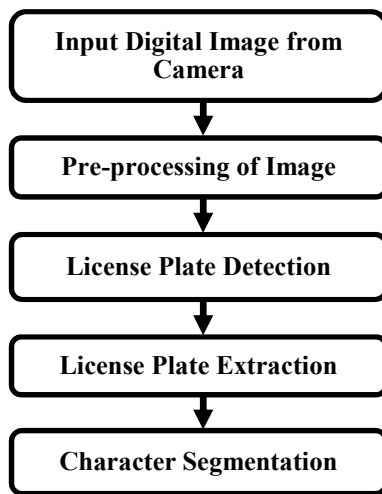 Input Digital Image from
Camera
Pre-processing of Image
License Plate Detection
License Plate Extraction
Character Segmentation